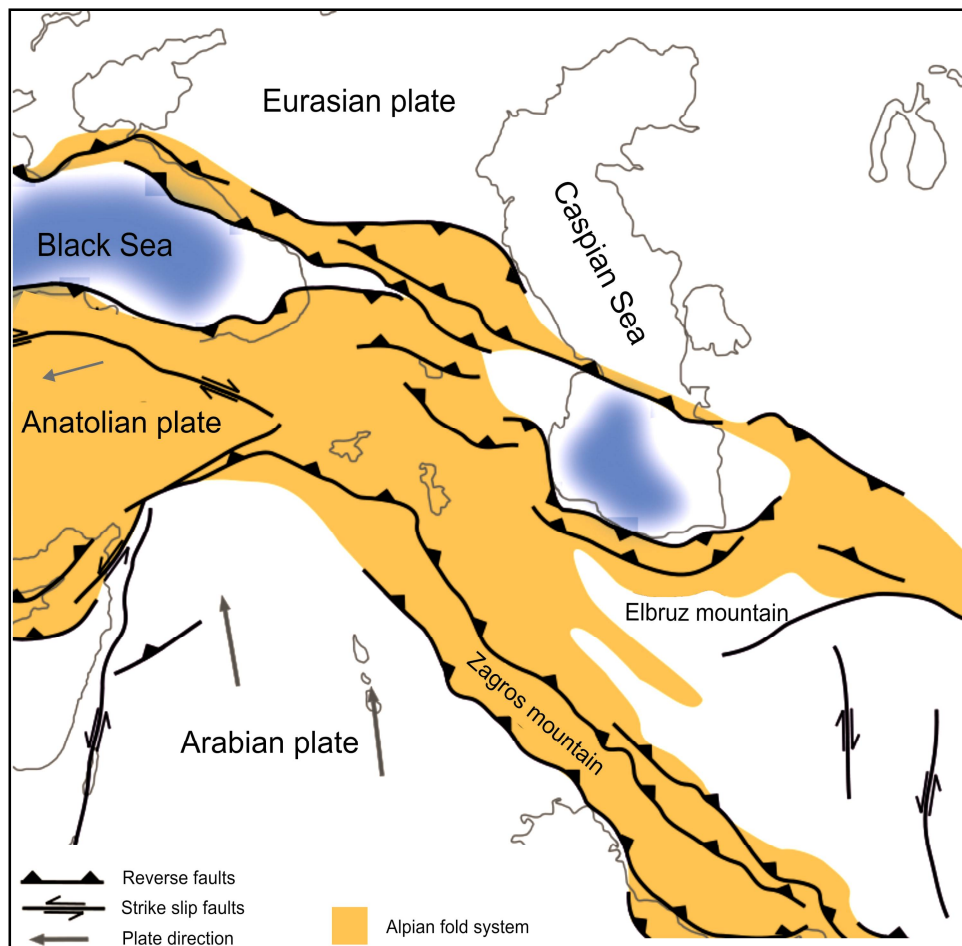 Eurasian plate
Black Sea
Caspian Sea
Anatolian plate
Elbruz mountain
Zagros mountain
Arabian plate
Reverse faults
Strike slip faults
Plate direction
Alpian fold system